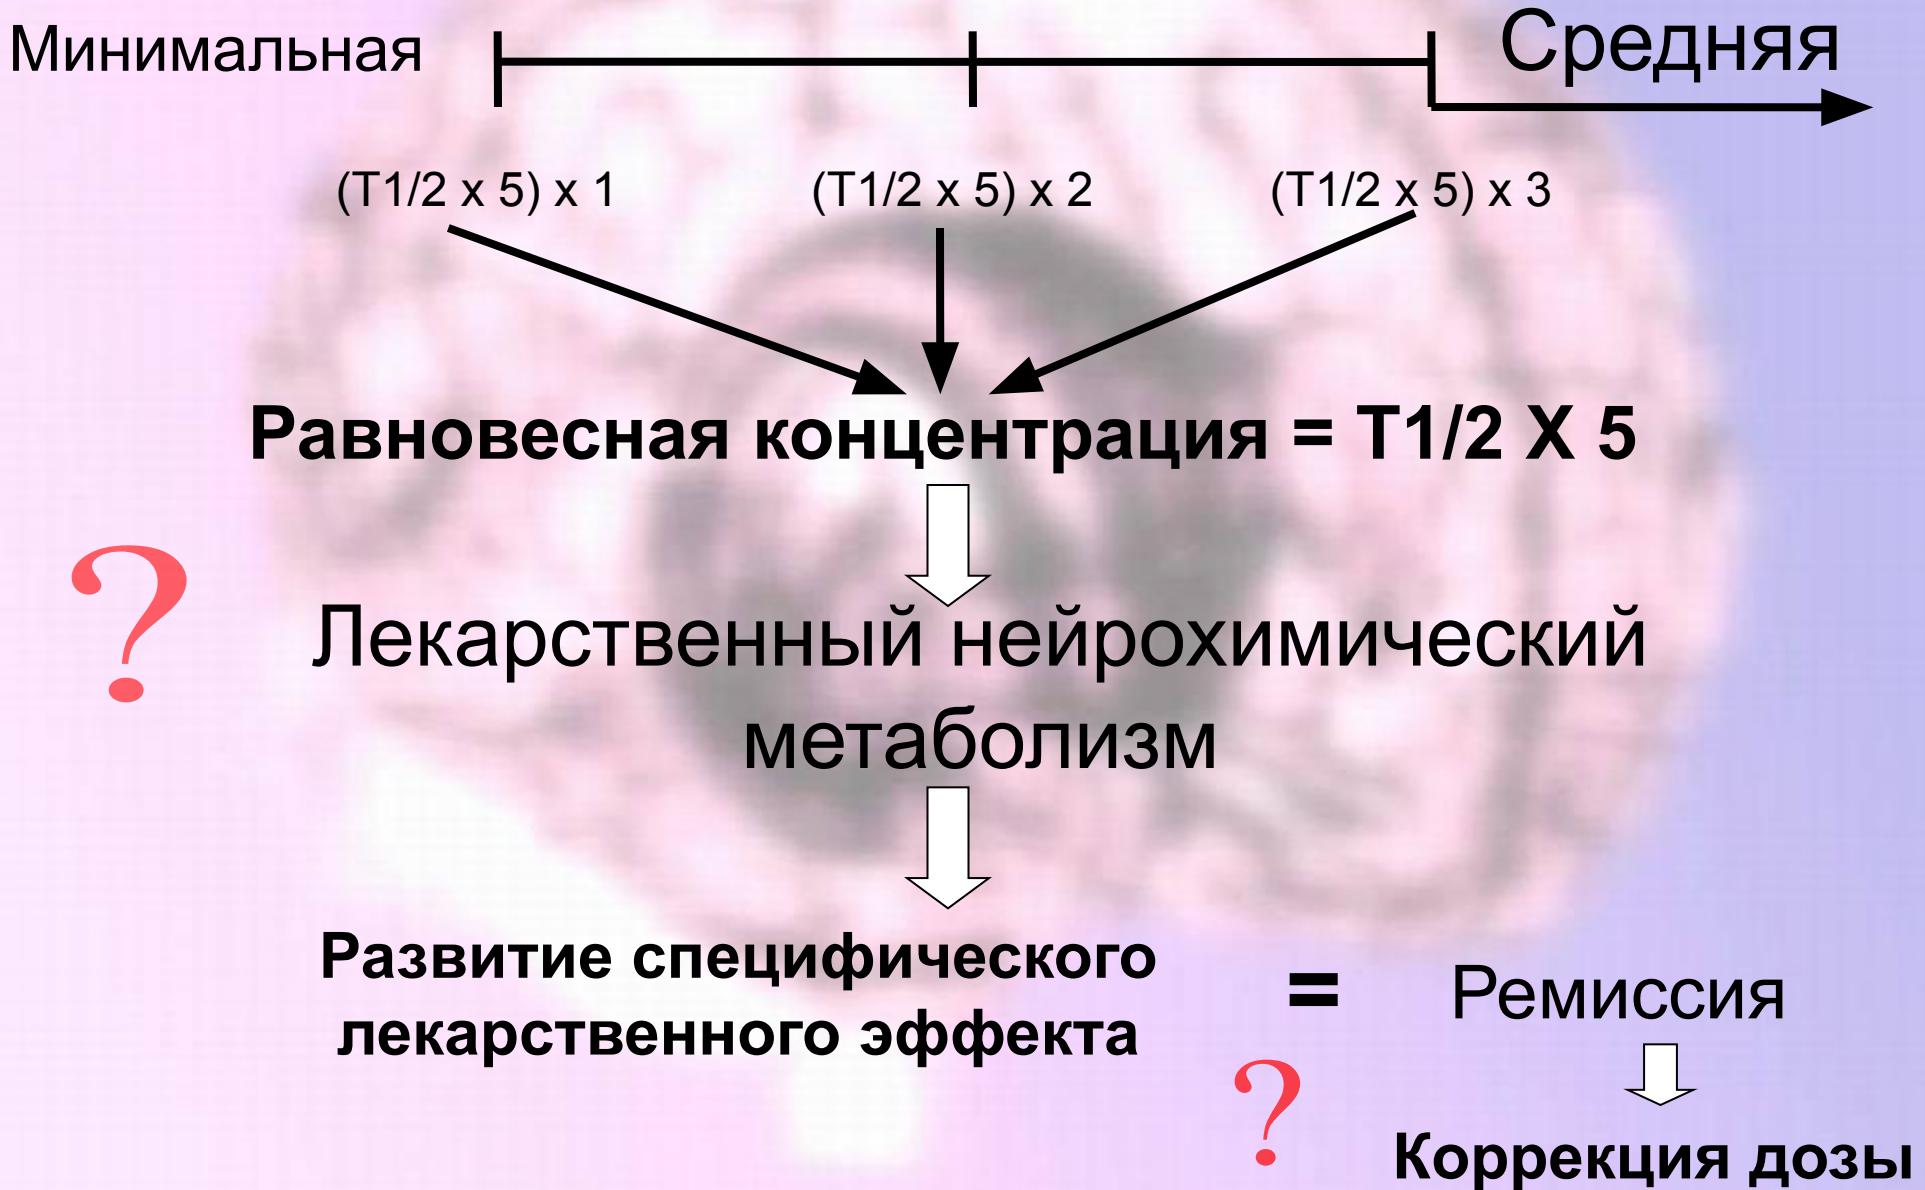 Минимальная
Средняя
(T1/2 x 5) x 1
(T1/2 x 5) x 2
(T1/2 x 5) x 3
Равновесная концентрация = Т1/2 Х 5
?
Лекарственный нейрохимический
метаболизм
Развитие специфического
лекарственного эффекта
=
Ремиссия
?
Коррекция дозы